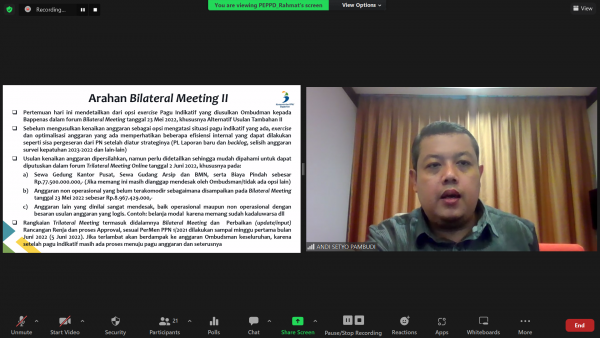 Recording...
You are viewing PEPPD_Rahmat's screen
View Options
View
Arahan Bilateral Meeting II
Pertemuan hari ini mendetailkan dari opsi exercise Pagu Indikatif yang diusulkan Ombudsman kepada
Bappenas dalam forum Bilateral Meeting tanggal 23 Mei 2022, khususnya Alternatif Usulan Tambahan II
Sebelum mengusulkan kenaikan anggaran sebagai opsi mengatasi situasi pagu indikatif yang ada, exercise
dan optimalisasi anggaran yang ada memperhatikan beberapa efisiensi internal yang dapat dilakukan
seperti sisa pergeseran dari PN setelah diatur strateginya (PL Laporan baru dan backlog, selisih anggaran
survei kepatuhan 2023-2022 dan lain-lain)
Usulan kenaikan anggaran dipersilahkan, namun perlu didetailkan sehingga mudah dipahami untuk dapat
diputuskan dalam forum Trilateral Meeting Online tanggal 2 Juni 2022, khususnya pada:
a) Sewa Gedung Kantor Pusat, Sewa Gudang Arsip dan BMN, serta Biaya Pindah sebesar
Rp.77.500.000.000,- (Jika memang ini masih dianggap mendesak oleh Ombudsman/tidak ada opsi lain)
b) Anggaran non operasional yang belum terakomodir sebagaimana disampaikan pada Bilateral Meeting
tanggal 23 Mei 2022 sebesar Rp.8.967.429.000,-
c) Anggaran lain yang dinilai sangat mendesak, baik operasional maupun non operasional dengan
besaran usulan anggaran yang logis. Contoh: belanja modal karena memang sudah kadaluwarsa dll
Rangkaian Trilateral Meeting termasuk didalamnya Bilateral Meeting dan Perbaikan (update/input)
Rancangan Renja dan proses Approval, sesuai PerMen PPN 1/2021 dilakukan sampai minggu pertama bulan
Juni 2022 (5 Juni 2022). Jika terlambat akan berdampak ke anggaran Ombudsman keseluruhan, karena
setelah pagu indikatif masih ada proses menuju pagu anggaran dan seterusnya
ANDI SETYO PAMBUDI
Unmute
Start Video
Security
Participants
21
Polls
Chat
Share Screen
Pause/Stop Recording
Reactions
Apps
Whiteboards
More
End